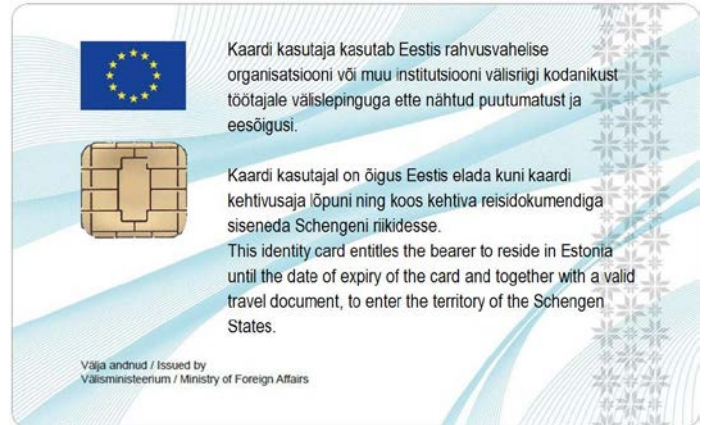 Kaardi kasutaja kasutab Eestis rahvusvahelise
organisatsiooni või muu institutsiooni välisriigi kodanikust
töötajale välislepinguga ette nähtud puutumatust ja
eesõigusi.
Kaardi kasutajal on õigus Eestis elada kuni kaardi
kehtivusaja lõpuni ning koos kehtiva reisidokumendiga
siseneda Schengeni riikidesse.
This identity card entitles the bearer to reside in Estonia
until the date of expiry of the card and together with a valid
travel document, to enter the territory of the Schengen
States.
Välja andnud / Issued by
Välisministeerium / Ministry of Foreign Affairs